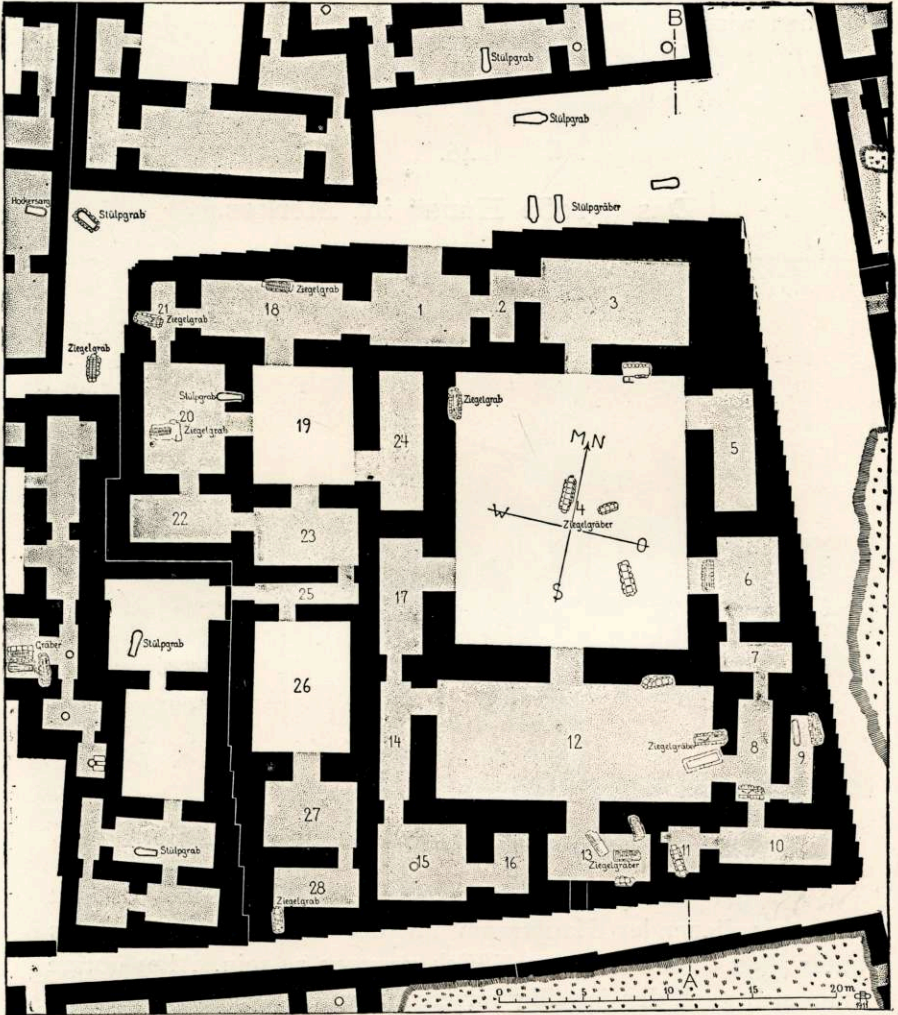 B
Stülpgrab
Stülpgrab
Hockersarg
Stülpgrab
Stülpgräber
21
Ziegelgrab
18
Ziegelgrab
1
2
3
Ziegelgrab
Stülpgrab
20
Ziegelgrab
19
24
Ziegelgrab
MN
W
4
Ziegelgräber
O
S
5
22
23
25
17
6
7
Stülpgrab
Gräber
26
14
12
Ziegelgräber
8
9
27
15
16
13
Ziegelgräber
11
10
Stülpgrab
28
Ziegelgrab
A
0 5 10 15 20 m